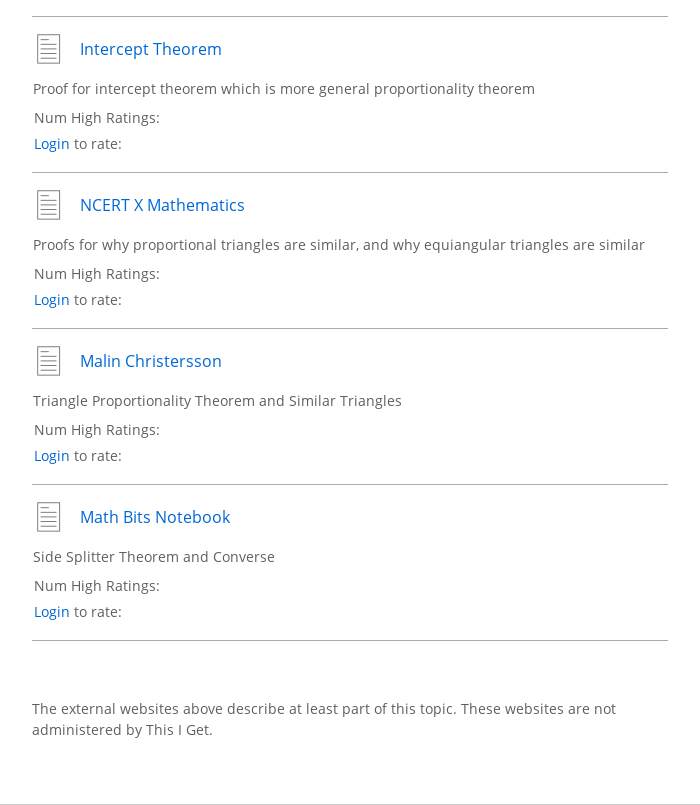 Intercept Theorem
Proof for intercept theorem which is more general proportionality theorem
Num High Ratings:
Login to rate:
NCERT X Mathematics
Proofs for why proportional triangles are similar, and why equiangular triangles are similar
Num High Ratings:
Login to rate:
Malin Christersson
Triangle Proportionality Theorem and Similar Triangles
Num High Ratings:
Login to rate:
Math Bits Notebook
Side Splitter Theorem and Converse
Num High Ratings:
Login to rate:
The external websites above describe at least part of this topic. These websites are not
administered by This I Get.